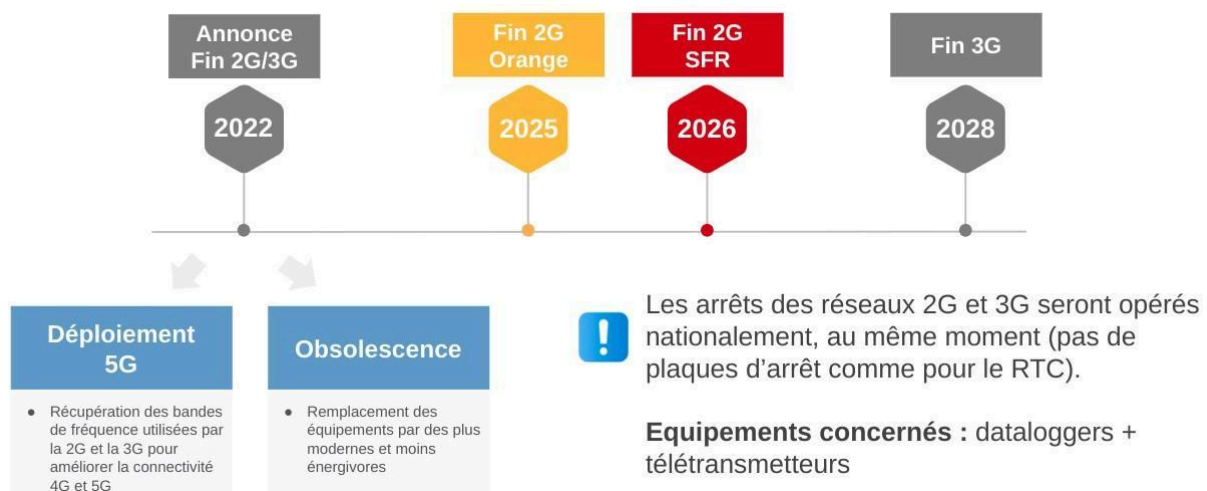 Annonce
Fin 2G/3G
Fin 2G
Orange
Fin 2G
SFR
Fin 3G
2022
2025
2026
2028
Déploiement
5G
● Récupération des bandes
de fréquence utilisées par
la 2G et la 3G pour
améliorer la connectivité
4G et 5G
Obsolescence
● Remplacement des
équipements par des plus
modernes et moins
énergivores
!
Les arrêts des réseaux 2G et 3G seront opérés
nationalement, au même moment (pas de
plaques d’arrêt comme pour le RTC).
Equipements concernés : dataloggers +
télétransmetteurs